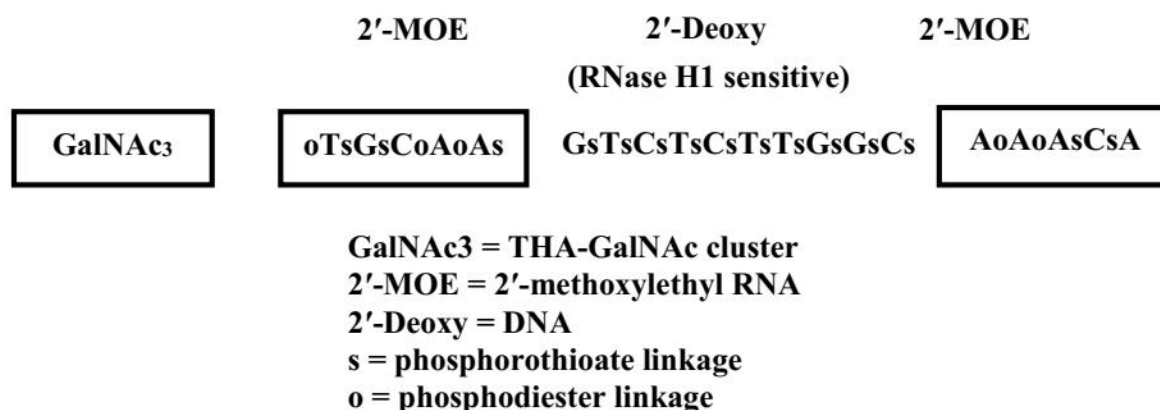 2′-MOE 2′-Deoxy 2′-MOE
(RNase H1 sensitive)
GalNAc₃ oTsGsCoAoAs GsTsCsTsCsTsTsGsGsCs AoAoAsCsA
GalNAc3 = THA-GalNAc cluster
2′-MOE = 2′-methoxylethyl RNA
2′-Deoxy = DNA
s = phosphorothioate linkage
o = phosphodiester linkage